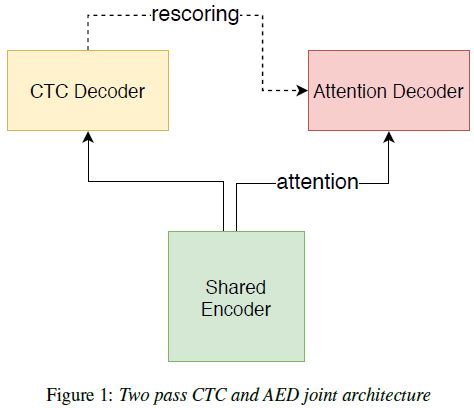 rescoring
CTC Decoder
Attention Decoder
attention
Shared
Encoder
Figure 1: Two pass CTC and AED joint architecture